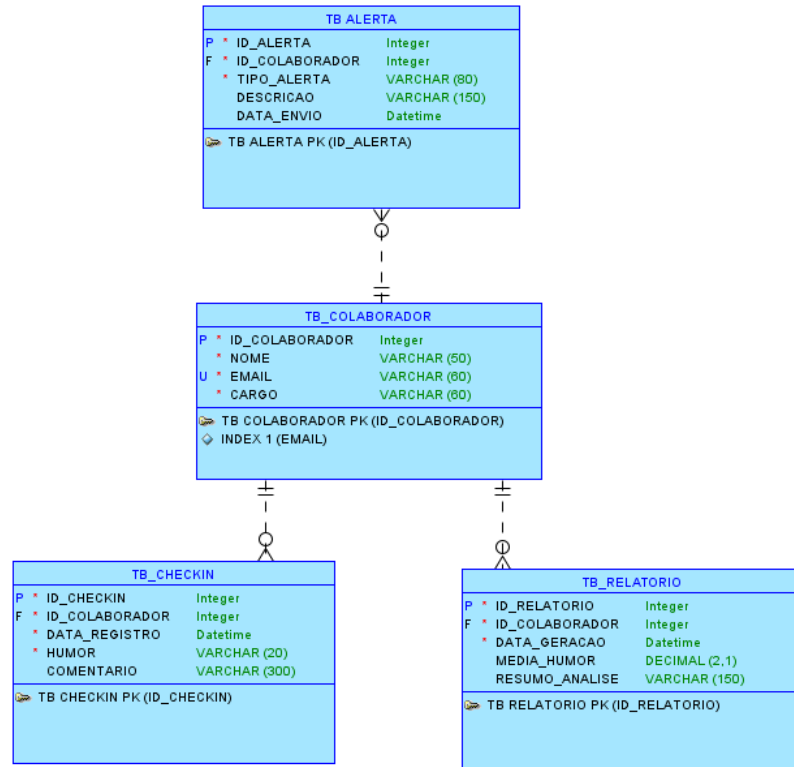 TB ALERTA
P * ID_ALERTA Integer
F * ID_COLABORADOR Integer
* TIPO_ALERTA VARCHAR (80)
DESCRICAO VARCHAR (150)
DATA_ENVIO Datetime
TB ALERTA PK (ID_ALERTA)
TB_COLABORADOR
P * ID_COLABORADOR Integer
* NOME VARCHAR (50)
U * EMAIL VARCHAR (60)
* CARGO VARCHAR (60)
TB COLABORADOR PK (ID_COLABORADOR)
INDEX 1 (EMAIL)
TB_CHECKIN
P * ID_CHECKIN Integer
F * ID_COLABORADOR Integer
* DATA_REGISTRO Datetime
* HUMOR VARCHAR (20)
COMENTARIO VARCHAR (300)
TB CHECKIN PK (ID_CHECKIN)
TB_RELATORIO
P * ID_RELATORIO Integer
F * ID_COLABORADOR Integer
* DATA_GERACAO Datetime
MEDIA_HUMOR DECIMAL (2,1)
RESUMO_ANALISE VARCHAR (150)
TB RELATORIO PK (ID_RELATORIO)